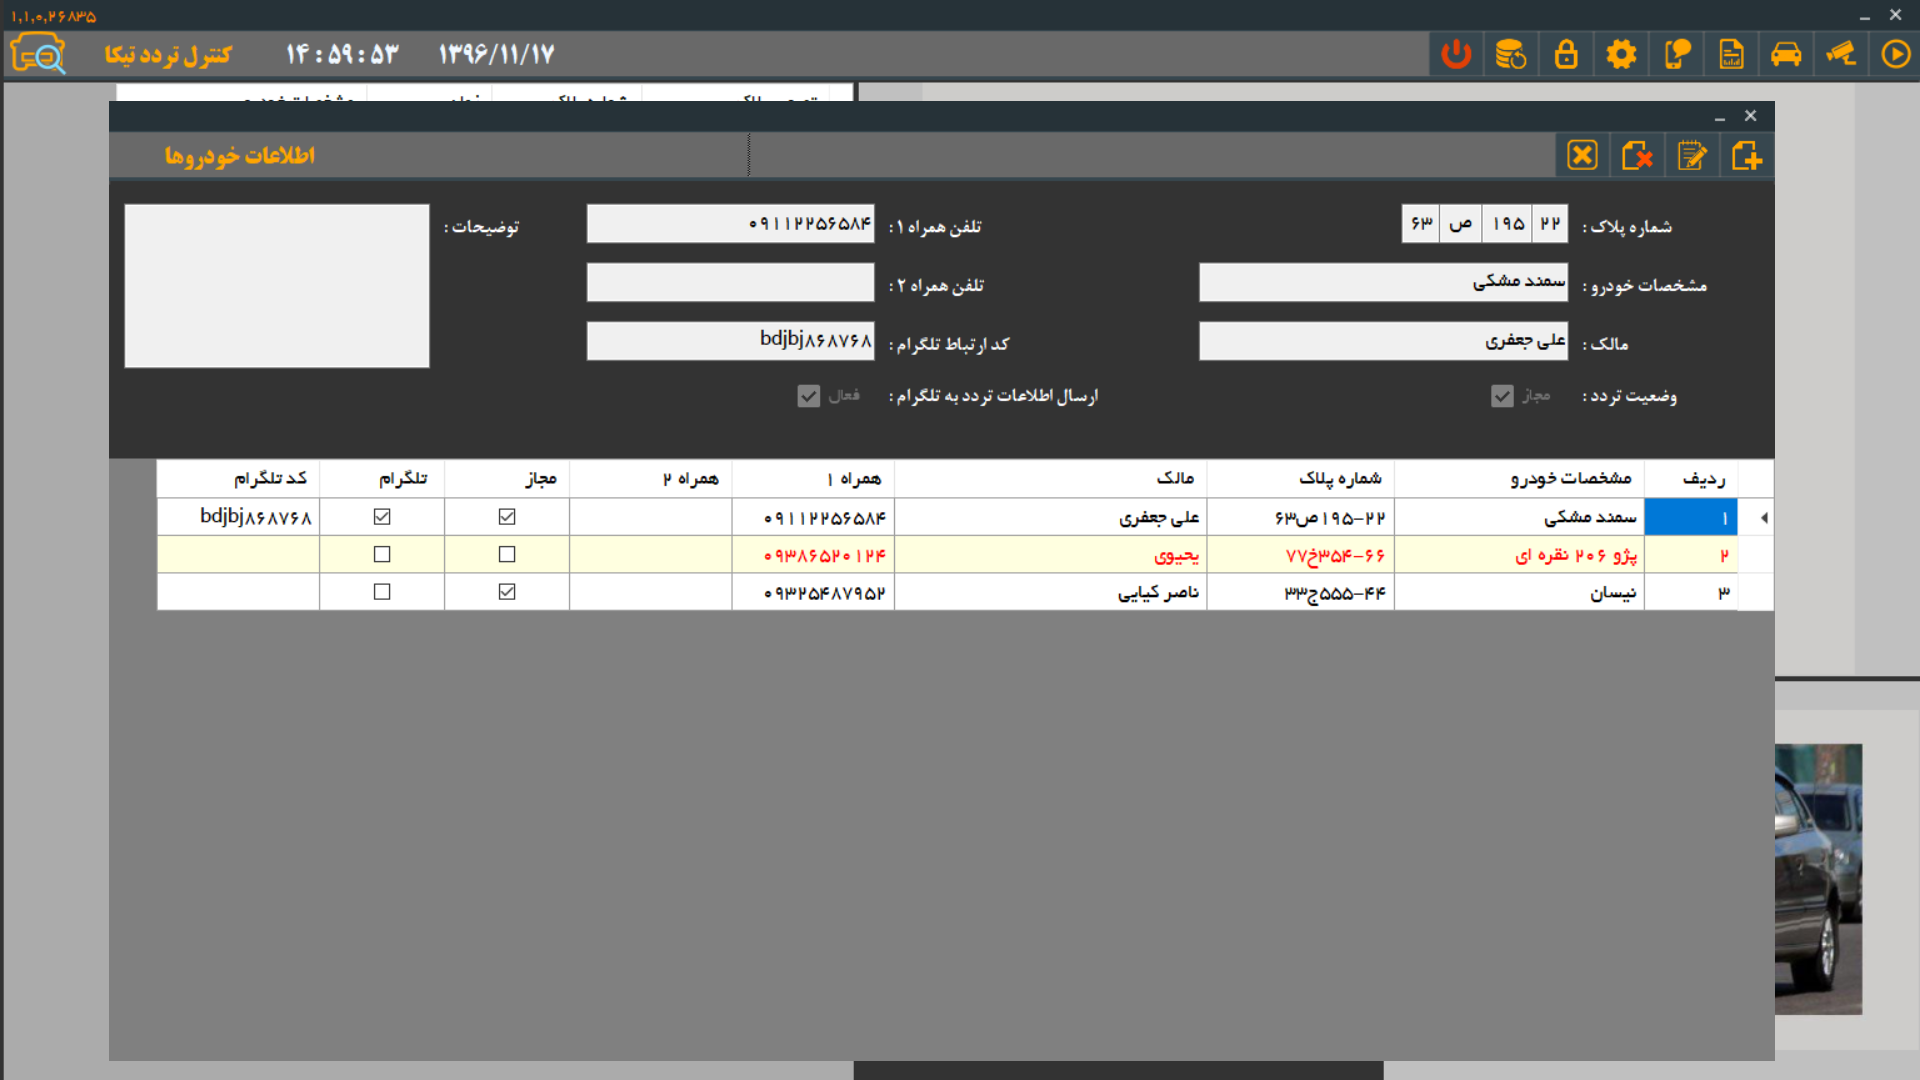 ۱,۱,۰,۲۶۸۳۵
کنترل تردد تیکا
۱۴:۵۹:۵۳
۱۳۹۶/۱۱/۱۷
اطلاعات خودروها
شماره پلاک : ۲۲ ۱۹۵ ص ۶۳
تلفن همراه ۱ : ۰۹۱۱۲۲۵۶۵۸۴
توضیحات :
مشخصات خودرو : سمند مشکی
تلفن همراه ۲ :
مالک : علی جعفری
کد ارتباط تلگرام : bdjbj۸۶۸۷۶۸
وضعیت تردد : مجاز
ارسال اطلاعات تردد به تلگرام : فعال
ردیف مشخصات خودرو شماره پلاک مالک همراه ۱ همراه ۲ مجاز تلگرام کد تلگرام
۱ سمند مشکی ۲۲-۱۹۵ص۶۳ علی جعفری ۰۹۱۱۲۲۵۶۵۸۴ bdjbj۸۶۸۷۶۸
۲ پژو ۲۰۶ نقره ای ۶۶-۳۵۴خ۷۷ یحیوی ۰۹۳۸۶۵۲۰۱۲۴
۳ نیسان ۴۴-۵۵۵ج۳۳ ناصر کیایی ۰۹۳۲۵۴۸۷۹۵۲